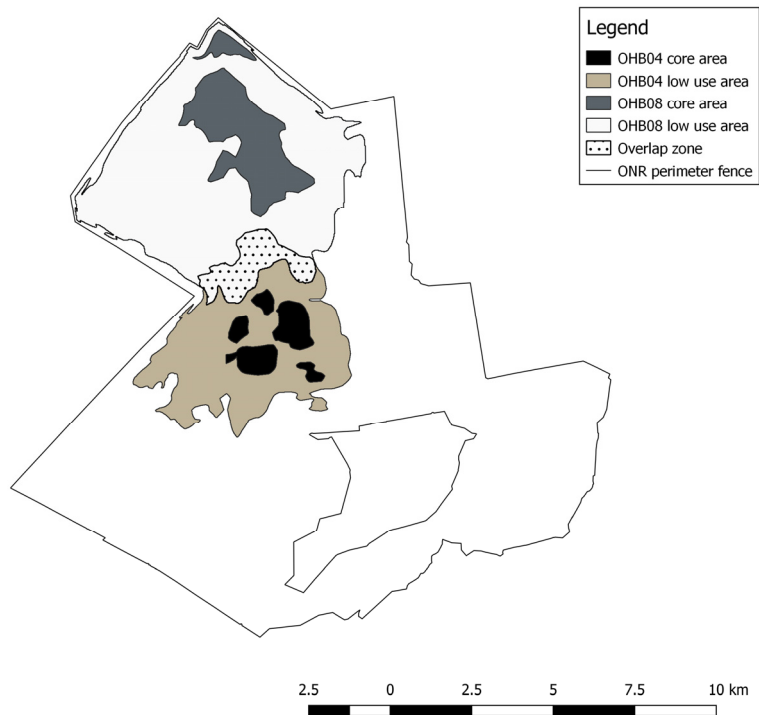 Legend
OHB04 core area
OHB04 low use area
OHB08 core area
OHB08 low use area
Overlap zone
ONR perimeter fence
2.5 0 2.5 5 7.5 10 km